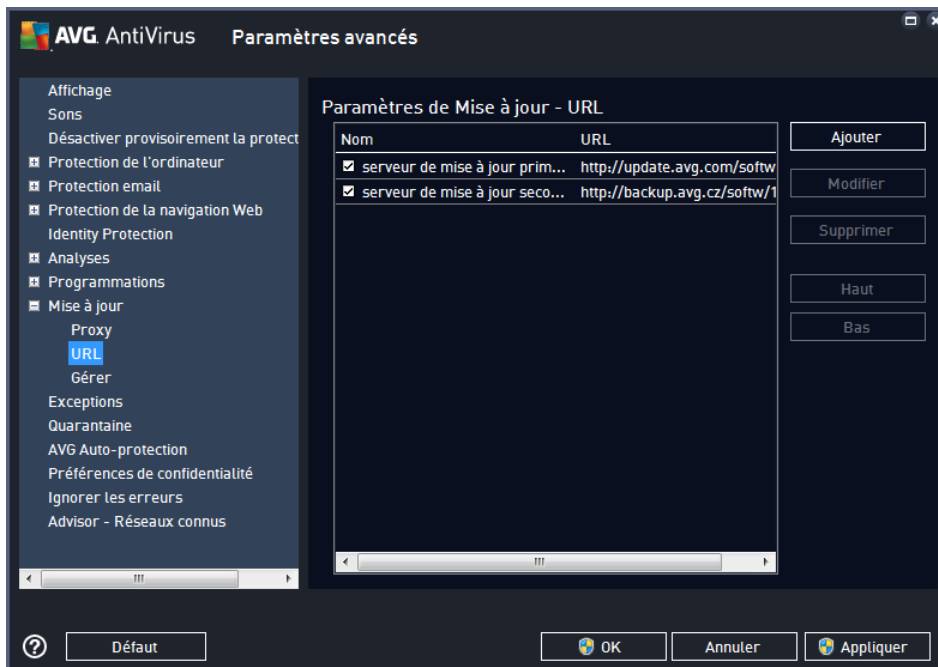 AVG. AntiVirus Paramètres avancés
Affichage
Sons
Désactiver provisoirement la protect
Protection de l'ordinateur
Protection email
Protection de la navigation Web
Identity Protection
Analyses
Programmations
Mise à jour
Proxy
URL
Gérer
Exceptions
Quarantaine
AVG Auto-protection
Préférences de confidentialité
Ignorer les erreurs
Advisor - Réseaux connus
Paramètres de Mise à jour - URL
Nom URL
serveur de mise à jour prim... http://update.avg.com/softw
serveur de mise à jour seco... http://backup.avg.cz/softw/1
Ajouter
Modifier
Supprimer
Haut
Bas
Défaut
OK
Annuler
Appliquer